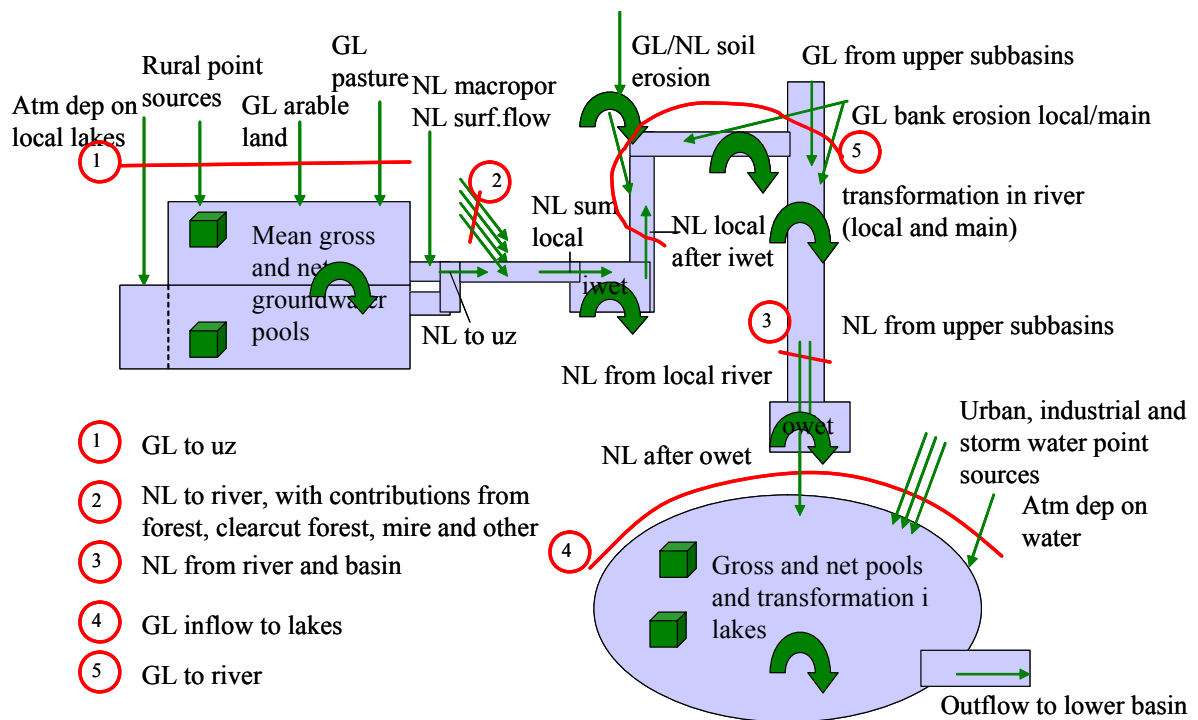 Atm dep on
local lakes
Rural point
sources
GL arable
land
GL
pasture
NL macropor
NL surf.flow
GL/NL soil
erosion
GL from upper subbasins
GL bank erosion local/main
1
2
5
Mean gross
and net
groundwater
pools
NL sum
local
iwet
NL local
after iwet
transformation in river
(local and main)
NL to uz
3
NL from upper subbasins
NL from local river
owet
NL after owet
Urban, industrial and
storm water point
sources
Atm dep on
water
4
Gross and net pools
and transformation i
lakes
Outflow to lower basin
1 GL to uz
2 NL to river, with contributions from
forest, clearcut forest, mire and other
3 NL from river and basin
4 GL inflow to lakes
5 GL to river